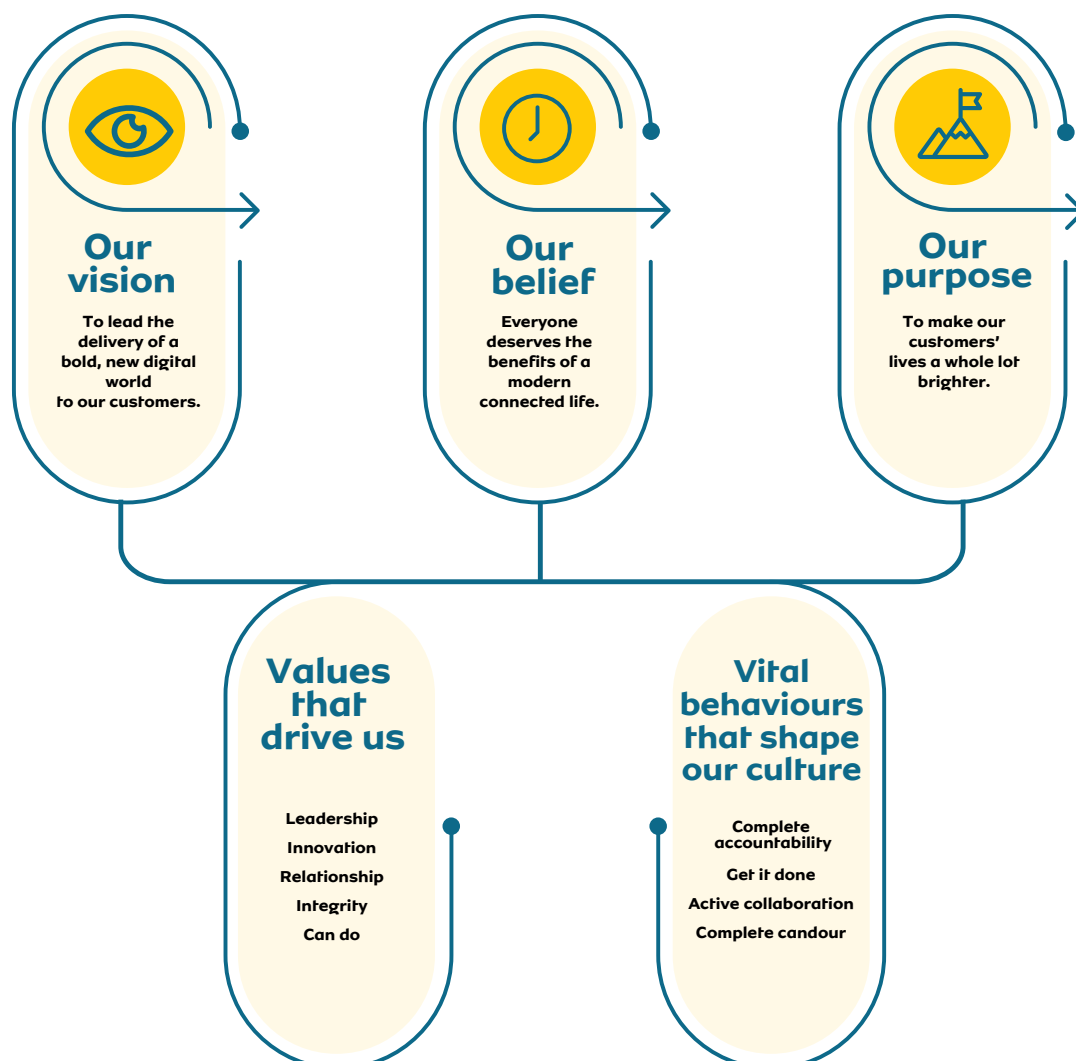 Our
vision
To lead the
delivery of a
bold, new digital
world
to our customers.
Our
belief
Everyone
deserves the
benefits of a
modern
connected life.
Our
purpose
To make our
customers’
lives a whole lot
brighter.
Values
that
drive us
Leadership
Innovation
Relationship
Integrity
Can do
Vital
behaviours
that shape
our culture
Complete
accountability
Get it done
Active collaboration
Complete candour